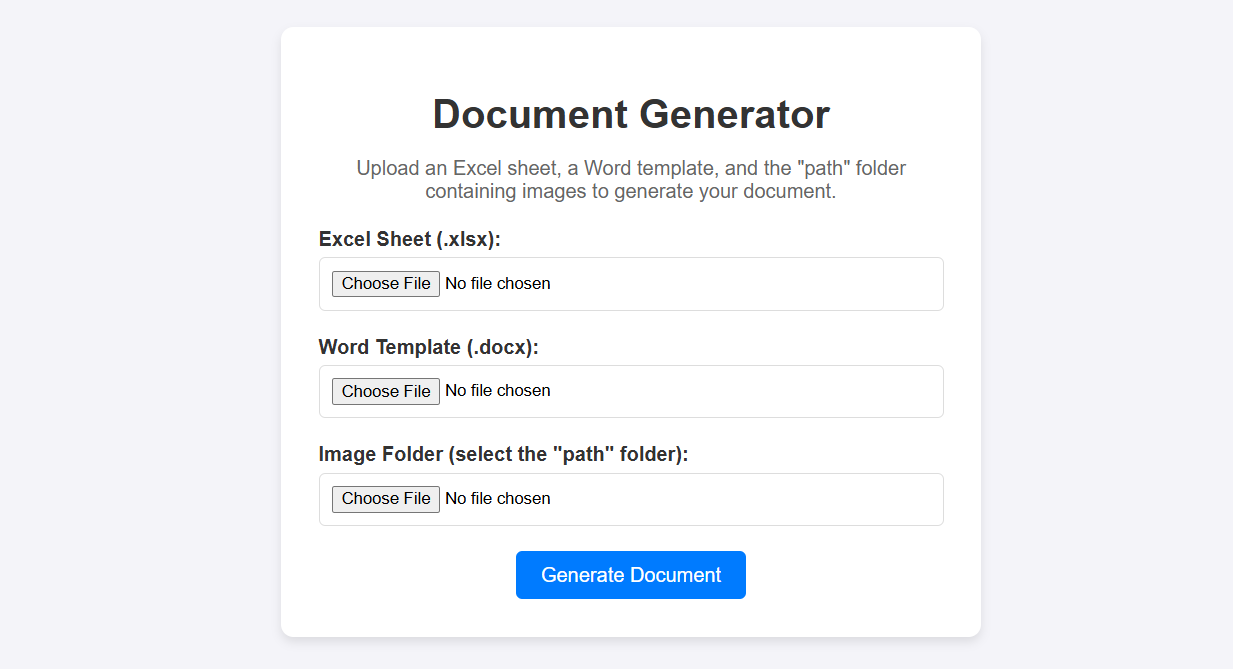 Document Generator
Upload an Excel sheet, a Word template, and the "path" folder
containing images to generate your document.
Excel Sheet (.xlsx):
Choose File No file chosen
Word Template (.docx):
Choose File No file chosen
Image Folder (select the "path" folder):
Choose File No file chosen
Generate Document